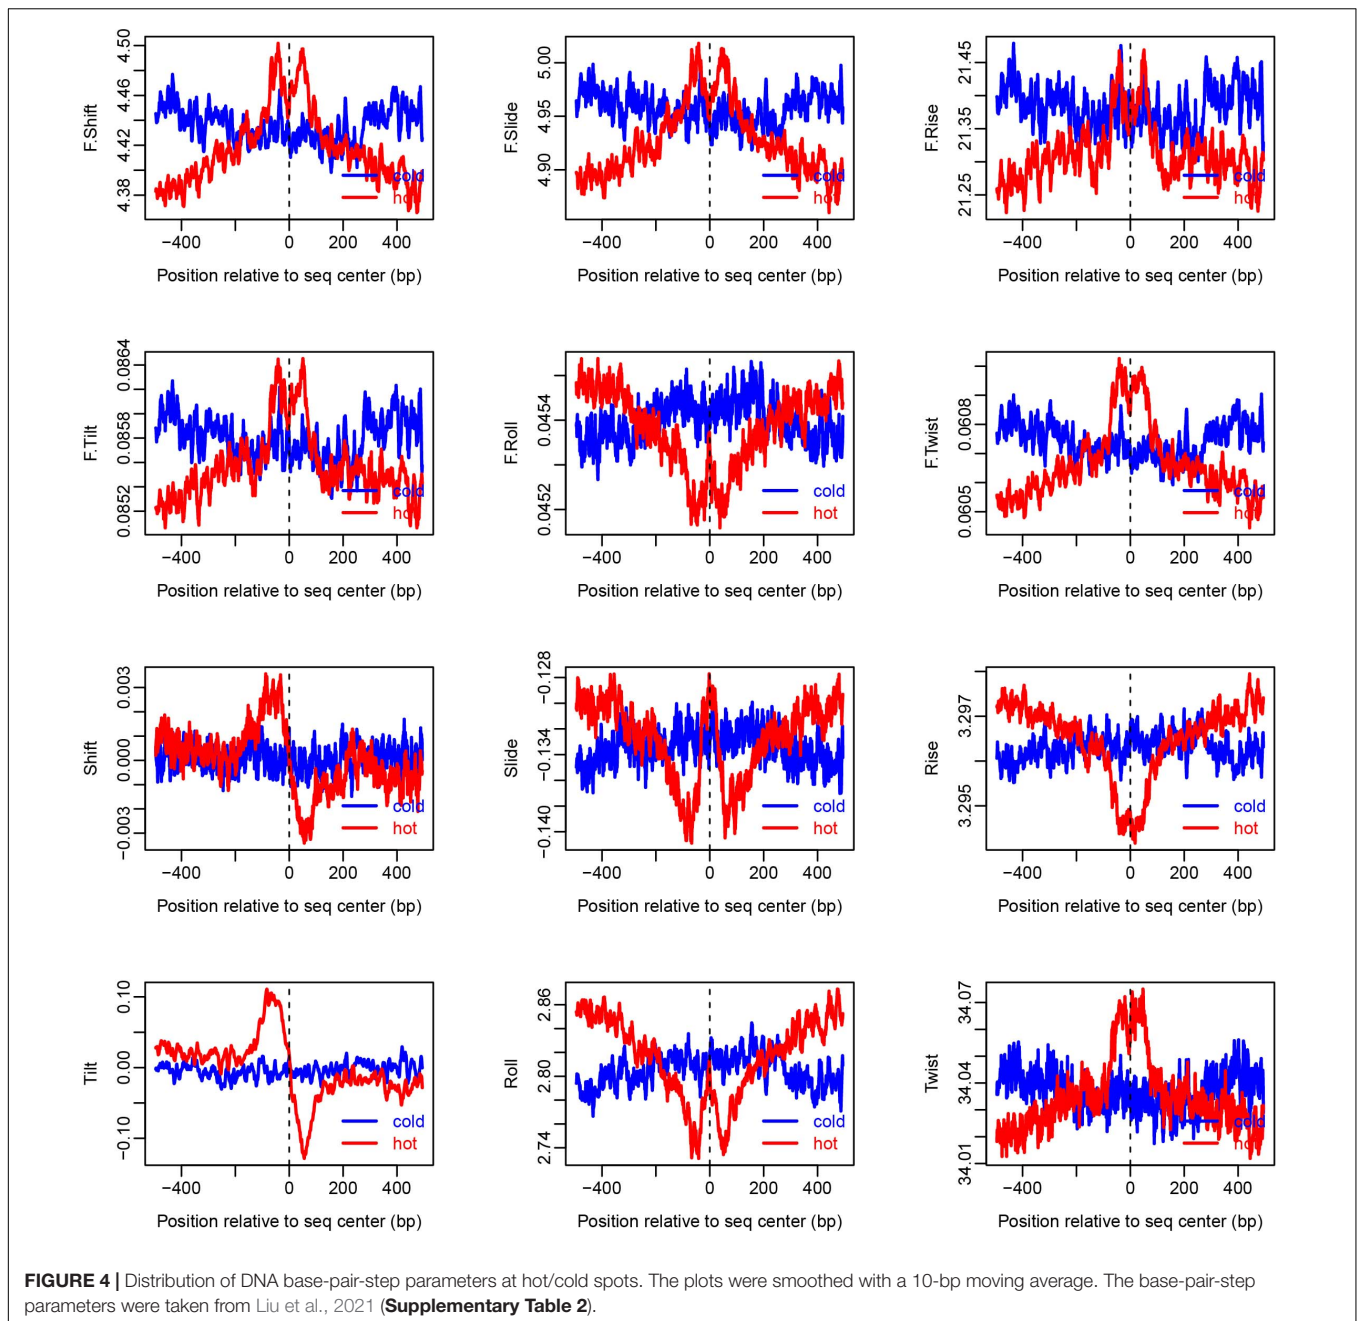 F.Shift
4.38 4.42 4.46 4.50
−400 0 200 400
Position relative to seq center (bp)
cold
hot
F.Slide
4.90 4.95 5.00
−400 0 200 400
Position relative to seq center (bp)
cold
hot
F.Rise
21.25 21.35 21.45
−400 0 200 400
Position relative to seq center (bp)
cold
hot
F.Tilt
0.0852 0.0858 0.0864
−400 0 200 400
Position relative to seq center (bp)
cold
hot
F.Roll
0.0452 0.0454
−400 0 200 400
Position relative to seq center (bp)
cold
hot
F.Twist
0.0605 0.0608
−400 0 200 400
Position relative to seq center (bp)
cold
hot
Shift
−0.003 0.000 0.003
−400 0 200 400
Position relative to seq center (bp)
cold
hot
Slide
−0.140 −0.134 −0.128
−400 0 200 400
Position relative to seq center (bp)
cold
hot
Rise
3.295 3.297
−400 0 200 400
Position relative to seq center (bp)
cold
hot
Tilt
−0.10 0.00 0.10
−400 0 200 400
Position relative to seq center (bp)
cold
hot
Roll
2.74 2.80 2.86
−400 0 200 400
Position relative to seq center (bp)
cold
hot
Twist
34.01 34.04 34.07
−400 0 200 400
Position relative to seq center (bp)
cold
hot
FIGURE 4 | Distribution of DNA base-pair-step parameters at hot/cold spots. The plots were smoothed with a 10-bp moving average. The base-pair-step
parameters were taken from Liu et al., 2021 (Supplementary Table 2).